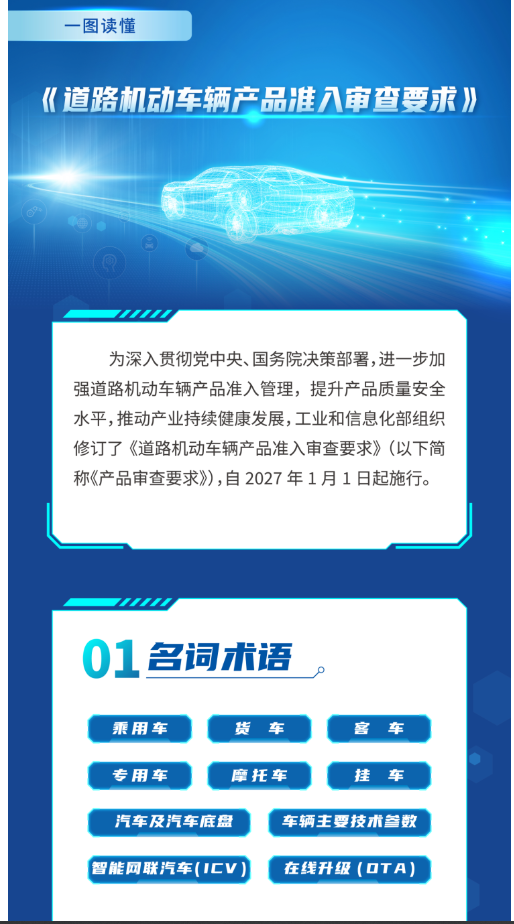 一图读懂
《道路机动车辆产品准入审查要求》
为深入贯彻党中央、国务院决策部署,进一步加
强道路机动车辆产品准入管理，提升产品质量安全
水平,推动产业持续健康发展,工业和信息化部组织
修订了《道路机动车辆产品准入审查要求》（以下简
称《产品审查要求》）,自 2027 年 1 月 1 日起施行。
01 名词术语
乘用车 货 车 客 车
专用车 摩托车 挂 车
汽车及汽车底盘 车辆主要技术参数
智能网联汽车(ICV) 在线升级 (OTA)